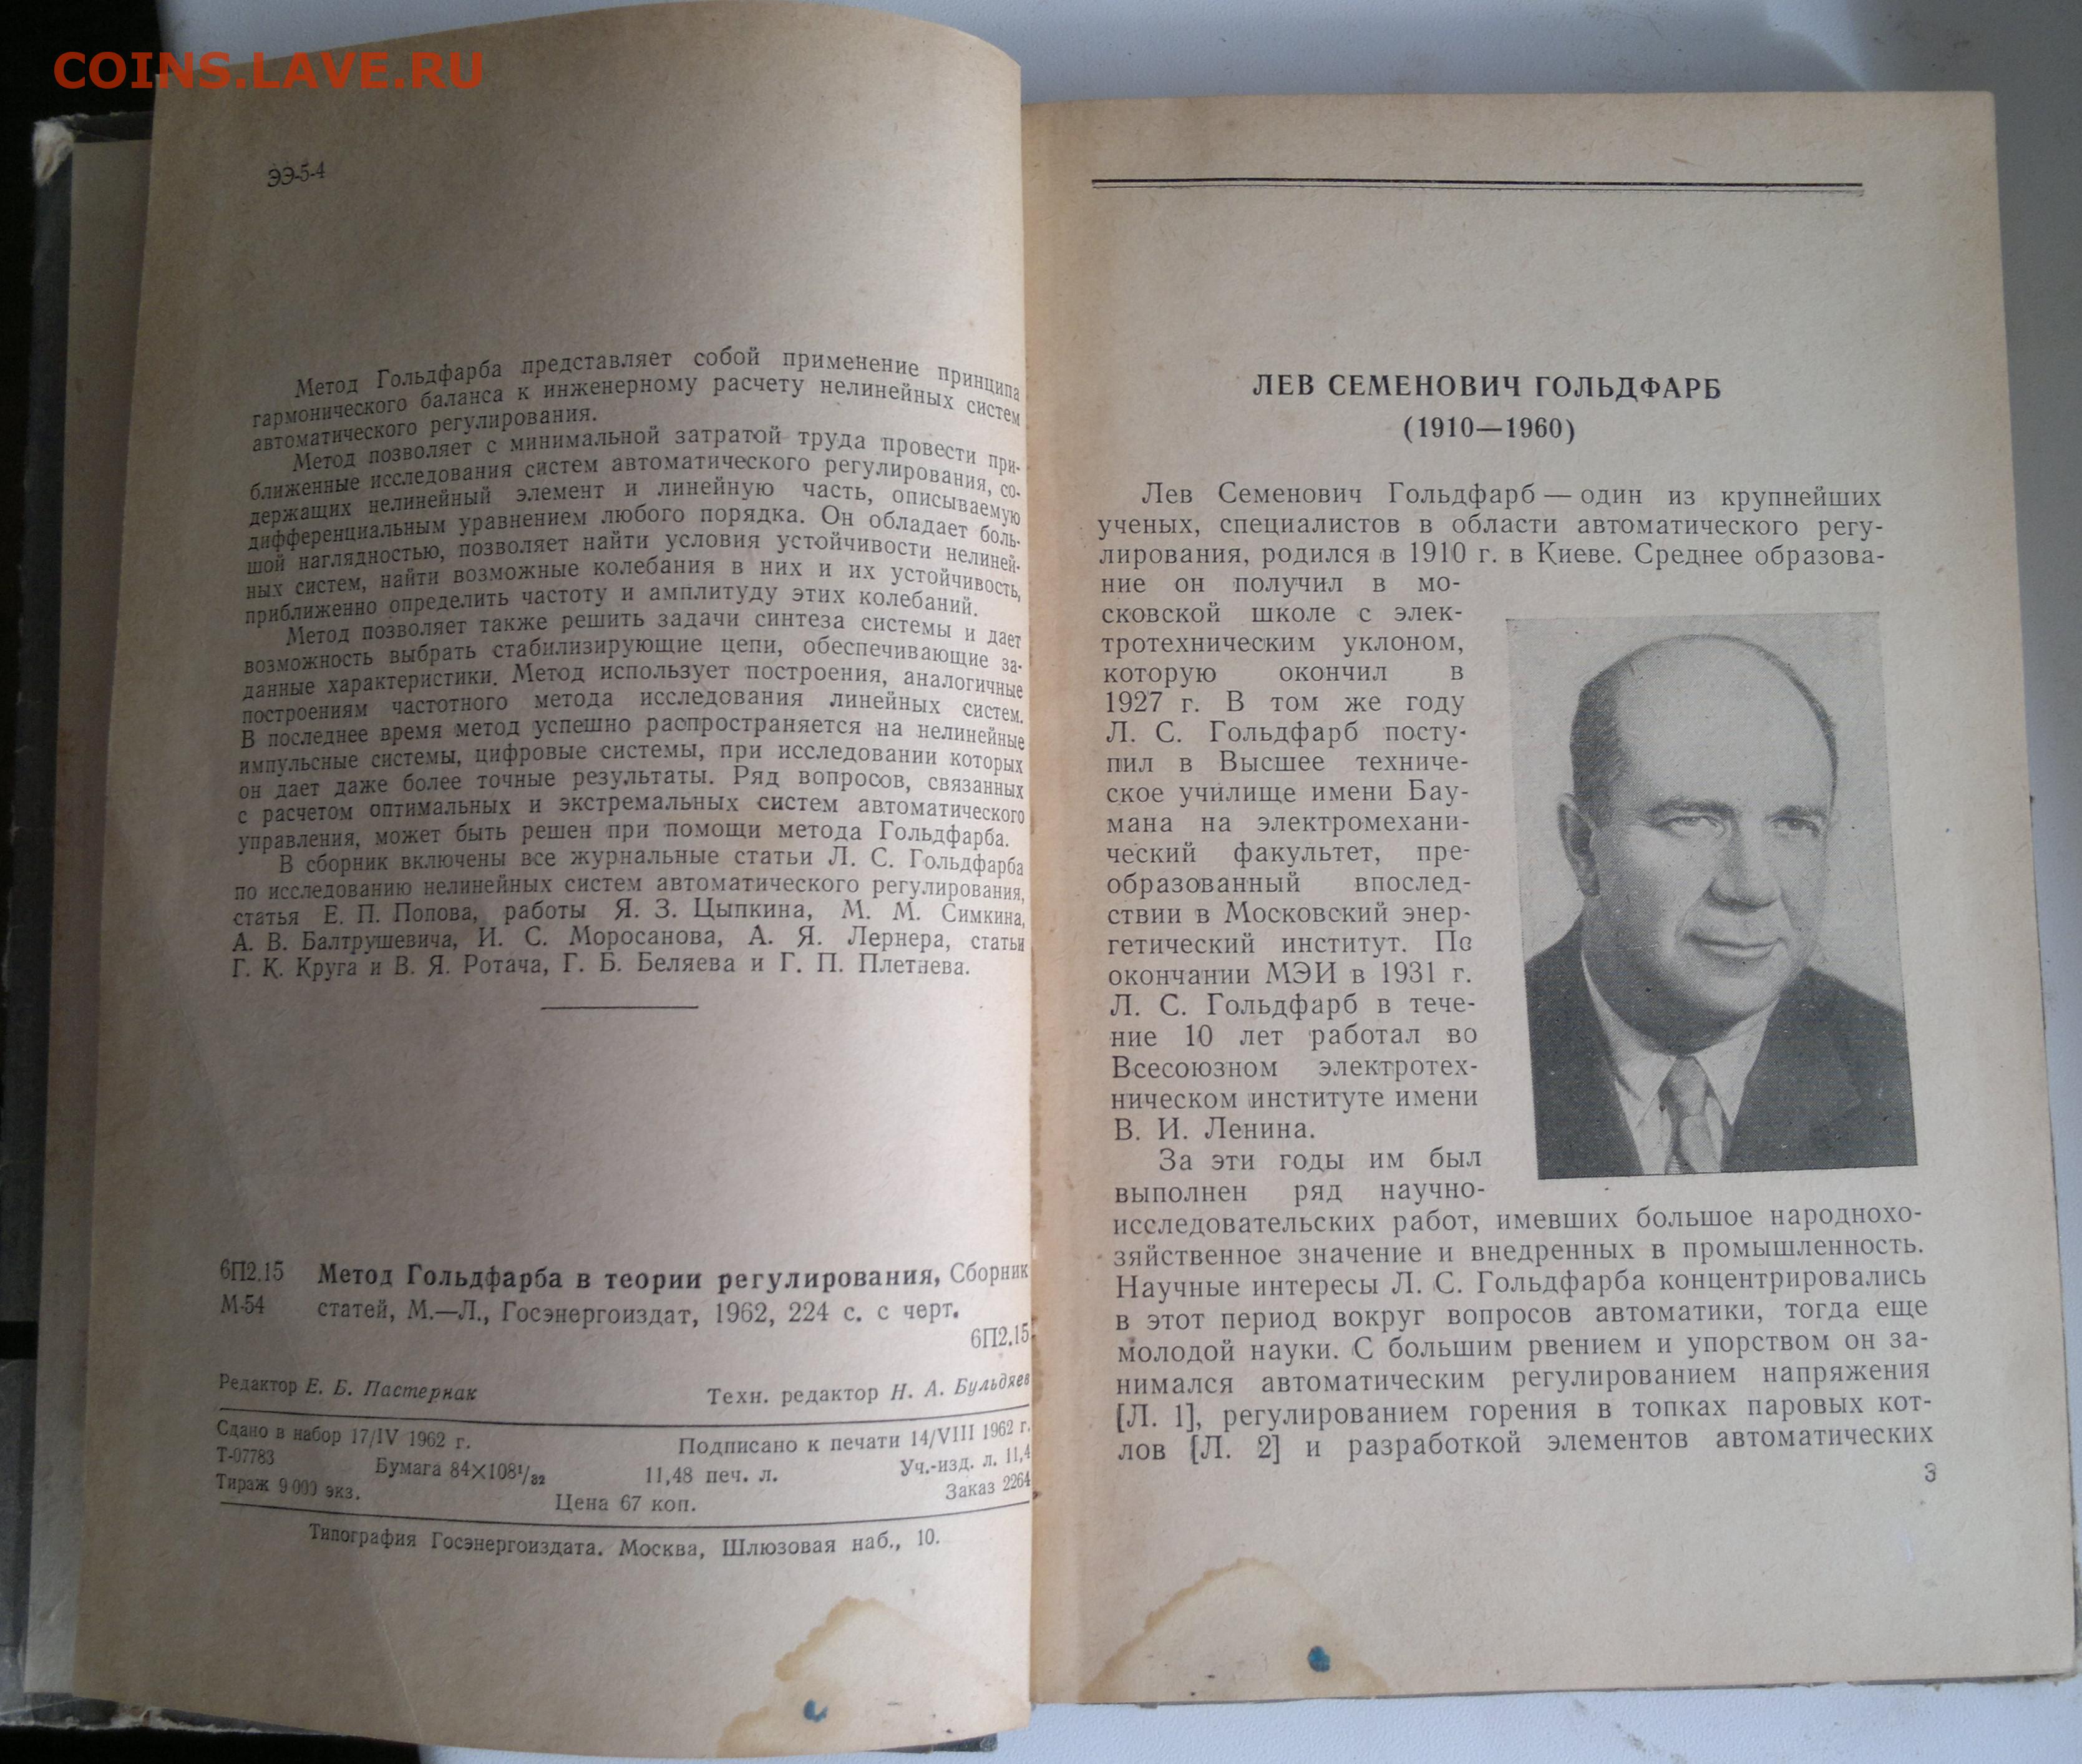 COINS.LAVE.RU
ЭЭ-5-4
Метод Гольдфарба представляет собой применение принципа
гармонического баланса к инженерному расчету нелинейных систем
автоматического регулирования.
Метод позволяет с минимальной затратой труда провести при-
ближенные исследования систем автоматического регулирования, со-
держащих нелинейный элемент и линейную часть, описываемую
дифференциальным уравнением любого порядка. Он обладает боль-
шой наглядностью, позволяет найти условия устойчивости нелиней-
ных систем, найти возможные колебания в них и их устойчивость,
приближенно определить частоту и амплитуду этих колебаний.
Метод позволяет также решить задачи синтеза системы и дает
возможность выбрать стабилизирующие цепи, обеспечивающие за-
данные характеристики. Метод использует построения, аналогичные
построениям частотного метода исследования линейных систем.
В последнее время метод успешно распространяется на нелинейные
импульсные системы, цифровые системы, при исследовании которых
он дает даже более точные результаты. Ряд вопросов, связанных
с расчетом оптимальных и экстремальных систем автоматического
управления, может быть решен при помощи метода Гольдфарба.
В сборник включены все журнальные статьи Л. С. Гольдфарба
по исследованию нелинейных систем автоматического регулирования,
статья Е. П. Попова, работы Я. З. Цыпкина, М. М. Симкина,
А. В. Балтрушевича, И. С. Моросанова, А. Я. Лернера, статьи
Г. К. Круга и В. Я. Ротача, Г. Б. Беляева и Г. П. Плетнева.
6П2.15 Метод Гольдфарба в теории регулирования, Сборник
М-54 статей, М.—Л., Госэнергоиздат, 1962, 224 с. с черт.
6П2.15
Редактор Е. Б. Пастернак Техн. редактор Н. А. Бульдяев
Сдано в набор 17/IV 1962 г. Подписано к печати 14/VIII 1962 г.
Т-07783 Бумага 84×108¹/₃₂ 11,48 печ. л. Уч.-изд. л. 11,4
Тираж 9 000 экз. Цена 67 коп. Заказ 2264
Типография Госэнергоиздата. Москва, Шлюзовая наб., 10.
ЛЕВ СЕМЕНОВИЧ ГОЛЬДФАРБ
(1910—1960)
Лев Семенович Гольдфарб — один из крупнейших
ученых, специалистов в области автоматического регу-
лирования, родился в 1910 г. в Киеве. Среднее образова-
ние он получил в мо-
сковской школе с элек-
тротехническим уклоном,
которую окончил в
1927 г. В том же году
Л. С. Гольдфарб посту-
пил в Высшее техниче-
ское училище имени Бау-
мана на электромехани-
ческий факультет, пре-
образованный впослед-
ствии в Московский энер-
гетический институт. По
окончании МЭИ в 1931 г.
Л. С. Гольдфарб в тече-
ние 10 лет работал во
Всесоюзном электротех-
ническом институте имени
В. И. Ленина.
За эти годы им был
выполнен ряд научно-
исследовательских работ, имевших большое народнохо-
зяйственное значение и внедренных в промышленность.
Научные интересы Л. С. Гольдфарба концентрировались
в этот период вокруг вопросов автоматики, тогда еще
молодой науки. С большим рвением и упорством он за-
нимался автоматическим регулированием напряжения
[Л. 1], регулированием горения в топках паровых кот-
лов [Л. 2] и разработкой элементов автоматических
3